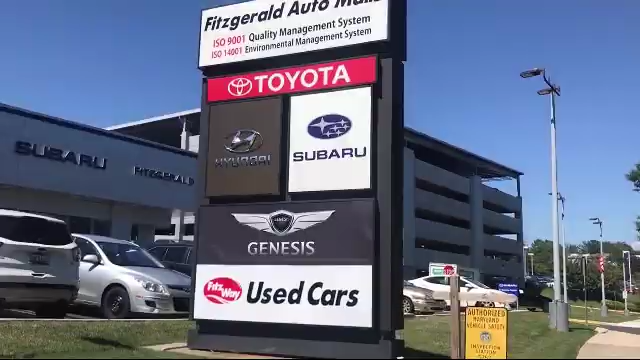 Fitzgerald Auto Mall
ISO 9001 Quality Management System
ISO 14001 Environmental Management System
TOYOTA
HYUNDAI
SUBARU
GENESIS
FitzWay Used Cars
SUBARU
FITZGERALD
AUTHORIZED
MARYLAND
VEHICLE SAFETY
INSPECTION
STATION